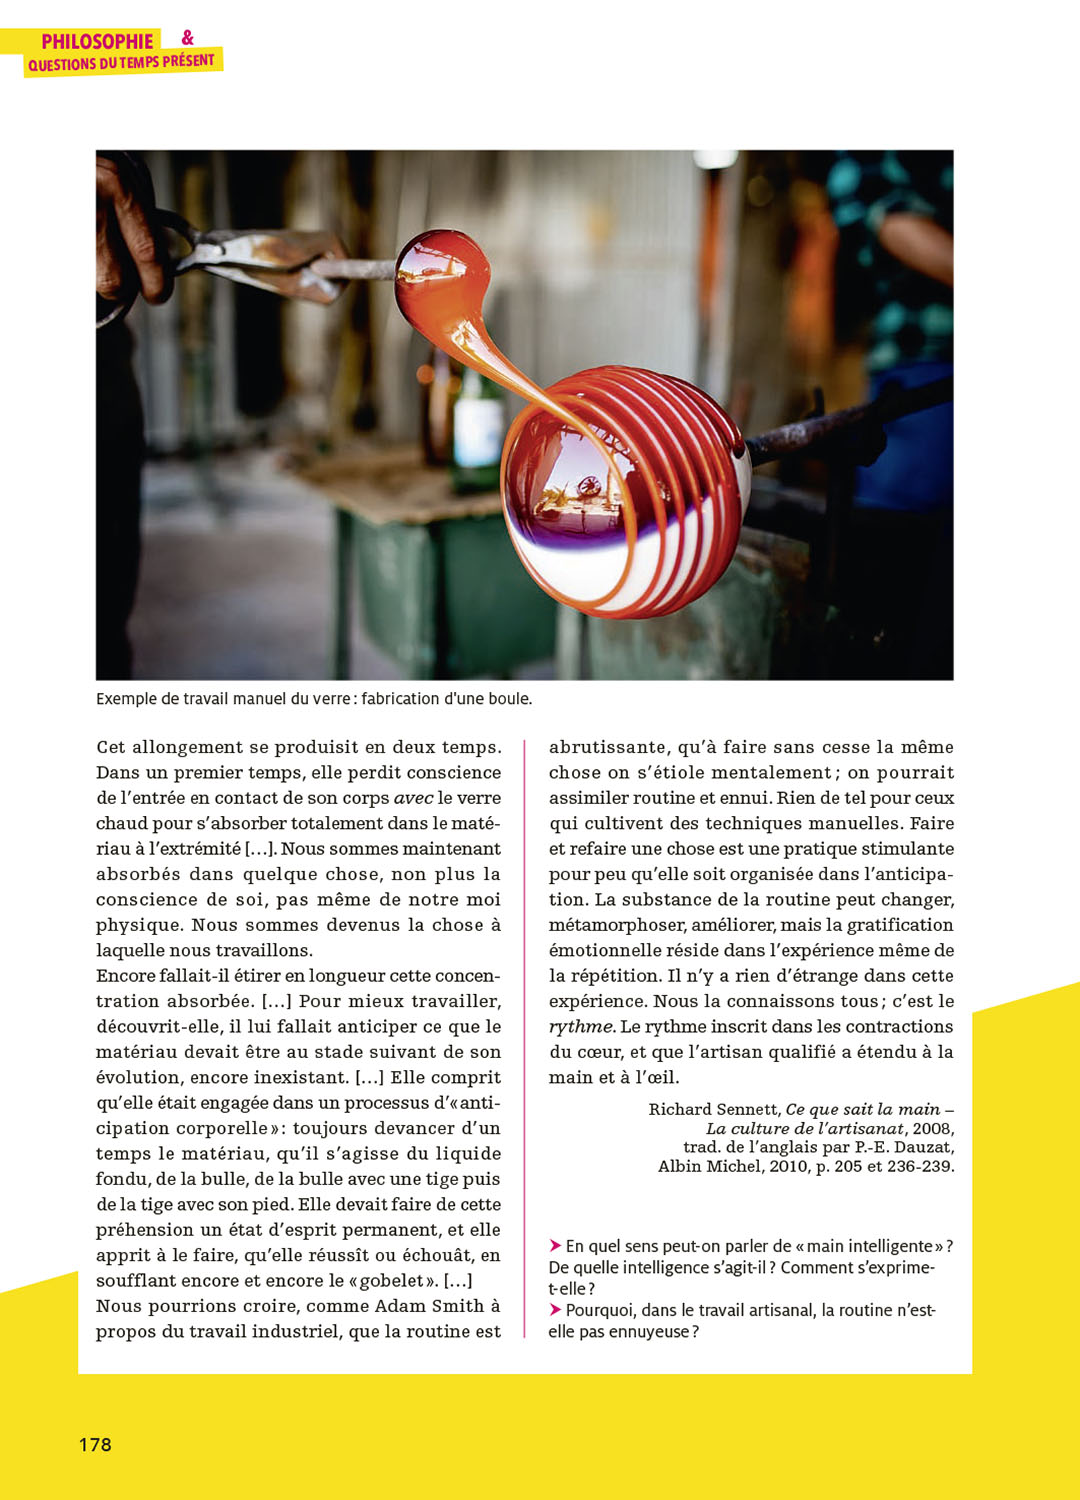 PHILOSOPHIE &
QUESTIONS DU TEMPS PRÉSENT
Exemple de travail manuel du verre : fabrication d'une boule.
Cet allongement se produisit en deux temps.
Dans un premier temps, elle perdit conscience
de l'entrée en contact de son corps avec le verre
chaud pour s'absorber totalement dans le maté-
riau à l'extrémité […]. Nous sommes maintenant
absorbés dans quelque chose, non plus la
conscience de soi, pas même de notre moi
physique. Nous sommes devenus la chose à
laquelle nous travaillons.
Encore fallait-il étirer en longueur cette concen-
tration absorbée. […] Pour mieux travailler,
découvrit-elle, il lui fallait anticiper ce que le
matériau devait être au stade suivant de son
évolution, encore inexistant. […] Elle comprit
qu'elle était engagée dans un processus d'« anti-
cipation corporelle » : toujours devancer d'un
temps le matériau, qu'il s'agisse du liquide
fondu, de la bulle, de la bulle avec une tige puis
de la tige avec son pied. Elle devait faire de cette
préhension un état d'esprit permanent, et elle
apprit à le faire, qu'elle réussît ou échouât, en
soufflant encore et encore le « gobelet ». […]
Nous pourrions croire, comme Adam Smith à
propos du travail industriel, que la routine est
abrutissante, qu'à faire sans cesse la même
chose on s'étiole mentalement ; on pourrait
assimiler routine et ennui. Rien de tel pour ceux
qui cultivent des techniques manuelles. Faire
et refaire une chose est une pratique stimulante
pour peu qu'elle soit organisée dans l'anticipa-
tion. La substance de la routine peut changer,
métamorphoser, améliorer, mais la gratification
émotionnelle réside dans l'expérience même de
la répétition. Il n'y a rien d'étrange dans cette
expérience. Nous la connaissons tous ; c'est le
rythme. Le rythme inscrit dans les contractions
du cœur, et que l'artisan qualifié a étendu à la
main et à l'œil.
Richard Sennett, Ce que sait la main –
La culture de l'artisanat, 2008,
trad. de l'anglais par P.-E. Dauzat,
Albin Michel, 2010, p. 205 et 236-239.
➤ En quel sens peut-on parler de « main intelligente » ?
De quelle intelligence s'agit-il ? Comment s'exprime-
t-elle ?
➤ Pourquoi, dans le travail artisanal, la routine n'est-
elle pas ennuyeuse ?
178